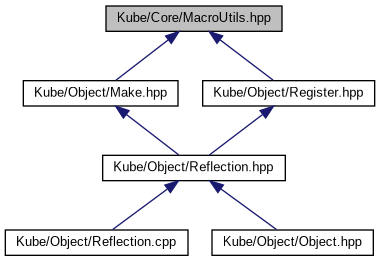 Kube/Core/MacroUtils.hpp
Kube/Object/Make.hpp
Kube/Object/Register.hpp
Kube/Object/Reflection.hpp
Kube/Object/Reflection.cpp
Kube/Object/Object.hpp